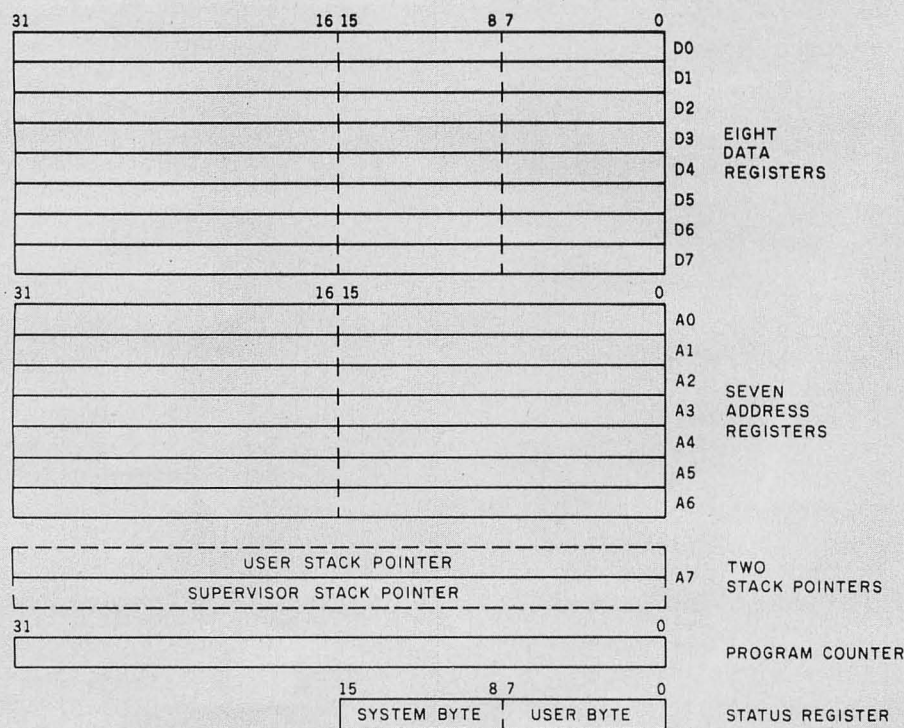 31 16 15 8 7 0
D0
D1
D2
D3
D4
D5
D6
D7
EIGHT
DATA
REGISTERS
31 16 15 0
A0
A1
A2
A3
A4
A5
A6
SEVEN
ADDRESS
REGISTERS
USER STACK POINTER
SUPERVISOR STACK POINTER
A7
TWO
STACK POINTERS
31 0
PROGRAM COUNTER
15 8 7 0
SYSTEM BYTE USER BYTE
STATUS REGISTER